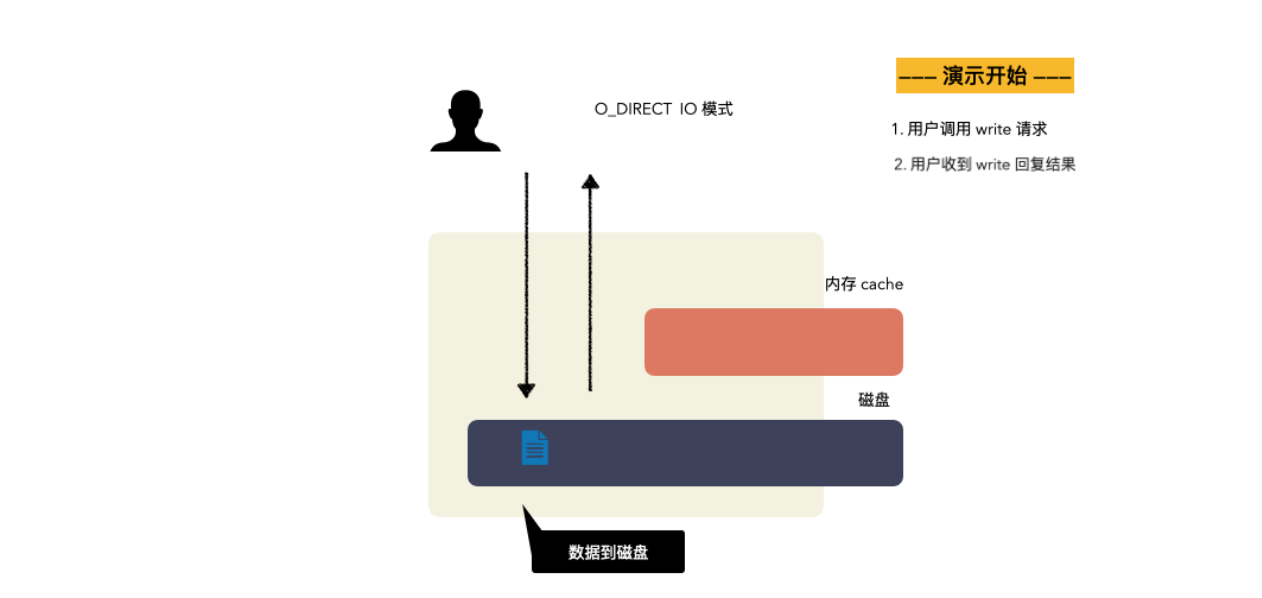 ––– 演示开始 –––
O_DIRECT IO 模式
1. 用户调用 write 请求
2. 用户收到 write 回复结果
内存 cache
磁盘
数据到磁盘